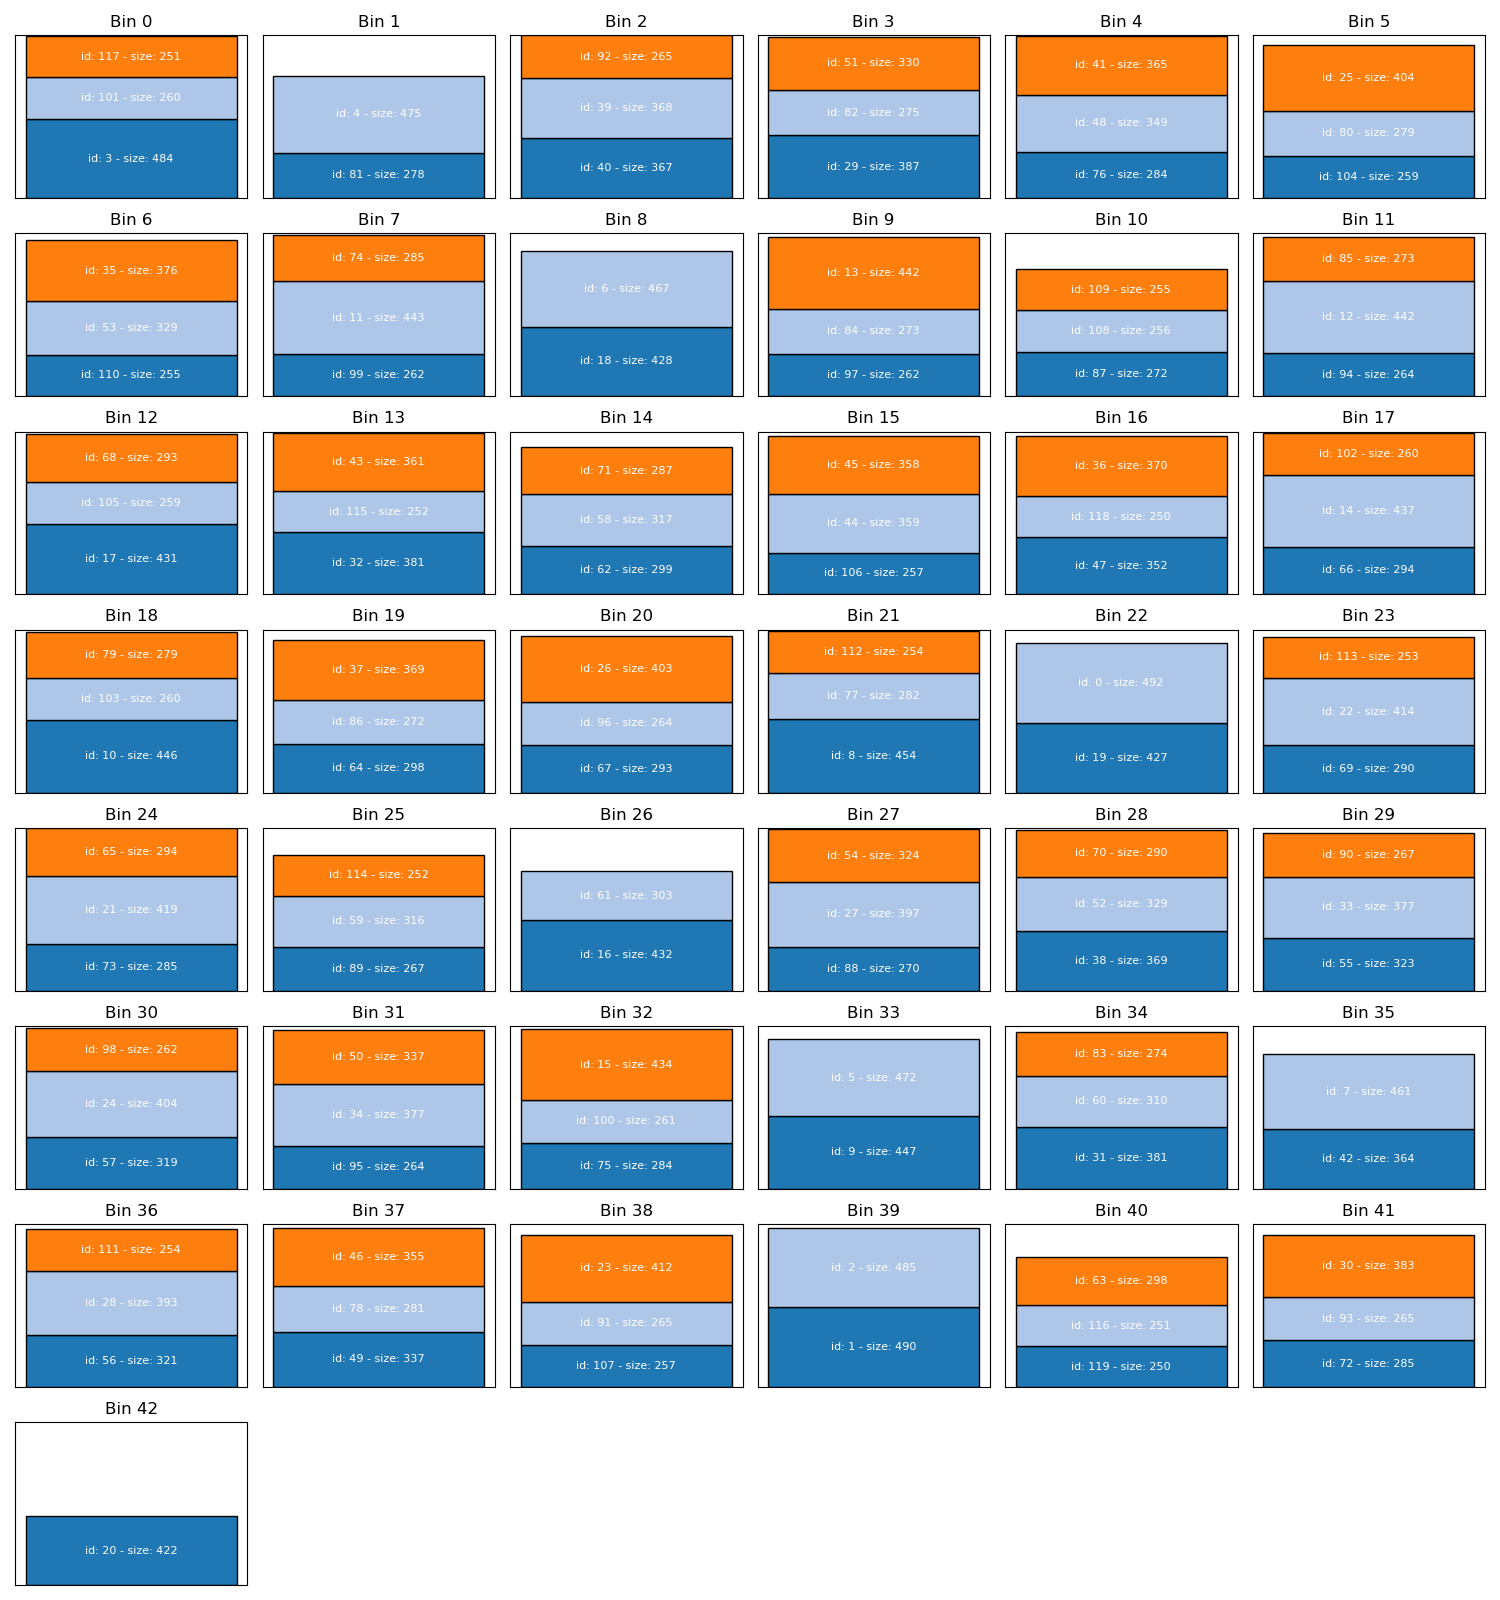 Bin 0
id: 117 - size: 251
id: 101 - size: 260
id: 3 - size: 484
Bin 1
id: 4 - size: 475
id: 81 - size: 278
Bin 2
id: 92 - size: 265
id: 39 - size: 368
id: 40 - size: 367
Bin 3
id: 51 - size: 330
id: 82 - size: 275
id: 29 - size: 387
Bin 4
id: 41 - size: 365
id: 48 - size: 349
id: 76 - size: 284
Bin 5
id: 25 - size: 404
id: 80 - size: 279
id: 104 - size: 259
Bin 6
id: 35 - size: 376
id: 53 - size: 329
id: 110 - size: 255
Bin 7
id: 74 - size: 285
id: 11 - size: 443
id: 99 - size: 262
Bin 8
id: 6 - size: 467
id: 18 - size: 428
Bin 9
id: 13 - size: 442
id: 84 - size: 273
id: 97 - size: 262
Bin 10
id: 109 - size: 255
id: 108 - size: 256
id: 87 - size: 272
Bin 11
id: 85 - size: 273
id: 12 - size: 442
id: 94 - size: 264
Bin 12
id: 68 - size: 293
id: 105 - size: 259
id: 17 - size: 431
Bin 13
id: 43 - size: 361
id: 115 - size: 252
id: 32 - size: 381
Bin 14
id: 71 - size: 287
id: 58 - size: 317
id: 62 - size: 299
Bin 15
id: 45 - size: 358
id: 44 - size: 359
id: 106 - size: 257
Bin 16
id: 36 - size: 370
id: 118 - size: 250
id: 47 - size: 352
Bin 17
id: 102 - size: 260
id: 14 - size: 437
id: 66 - size: 294
Bin 18
id: 79 - size: 279
id: 103 - size: 260
id: 10 - size: 446
Bin 19
id: 37 - size: 369
id: 86 - size: 272
id: 64 - size: 298
Bin 20
id: 26 - size: 403
id: 96 - size: 264
id: 67 - size: 293
Bin 21
id: 112 - size: 254
id: 77 - size: 282
id: 8 - size: 454
Bin 22
id: 0 - size: 492
id: 19 - size: 427
Bin 23
id: 113 - size: 253
id: 22 - size: 414
id: 69 - size: 290
Bin 24
id: 65 - size: 294
id: 21 - size: 419
id: 73 - size: 285
Bin 25
id: 114 - size: 252
id: 59 - size: 316
id: 89 - size: 267
Bin 26
id: 61 - size: 303
id: 16 - size: 432
Bin 27
id: 54 - size: 324
id: 27 - size: 397
id: 88 - size: 270
Bin 28
id: 70 - size: 290
id: 52 - size: 329
id: 38 - size: 369
Bin 29
id: 90 - size: 267
id: 33 - size: 377
id: 55 - size: 323
Bin 30
id: 98 - size: 262
id: 24 - size: 404
id: 57 - size: 319
Bin 31
id: 50 - size: 337
id: 34 - size: 377
id: 95 - size: 264
Bin 32
id: 15 - size: 434
id: 100 - size: 261
id: 75 - size: 284
Bin 33
id: 5 - size: 472
id: 9 - size: 447
Bin 34
id: 83 - size: 274
id: 60 - size: 310
id: 31 - size: 381
Bin 35
id: 7 - size: 461
id: 42 - size: 364
Bin 36
id: 111 - size: 254
id: 28 - size: 393
id: 56 - size: 321
Bin 37
id: 46 - size: 355
id: 78 - size: 281
id: 49 - size: 337
Bin 38
id: 23 - size: 412
id: 91 - size: 265
id: 107 - size: 257
Bin 39
id: 2 - size: 485
id: 1 - size: 490
Bin 40
id: 63 - size: 298
id: 116 - size: 251
id: 119 - size: 250
Bin 41
id: 30 - size: 383
id: 93 - size: 265
id: 72 - size: 285
Bin 42
id: 20 - size: 422